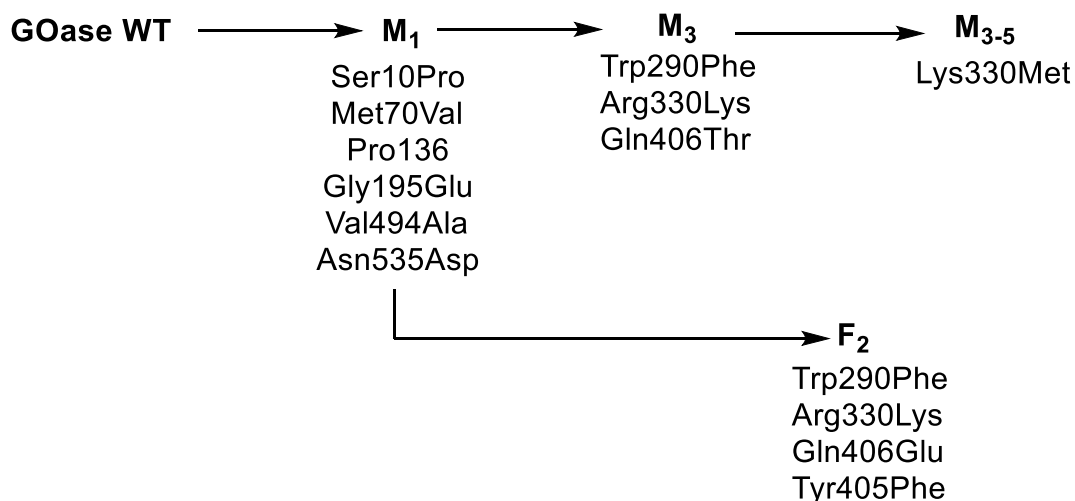 GOase WT
M₁
M₃
M₃₋₅
Ser10Pro
Met70Val
Pro136
Gly195Glu
Val494Ala
Asn535Asp
Trp290Phe
Arg330Lys
Gln406Thr
Lys330Met
F₂
Trp290Phe
Arg330Lys
Gln406Glu
Tyr405Phe